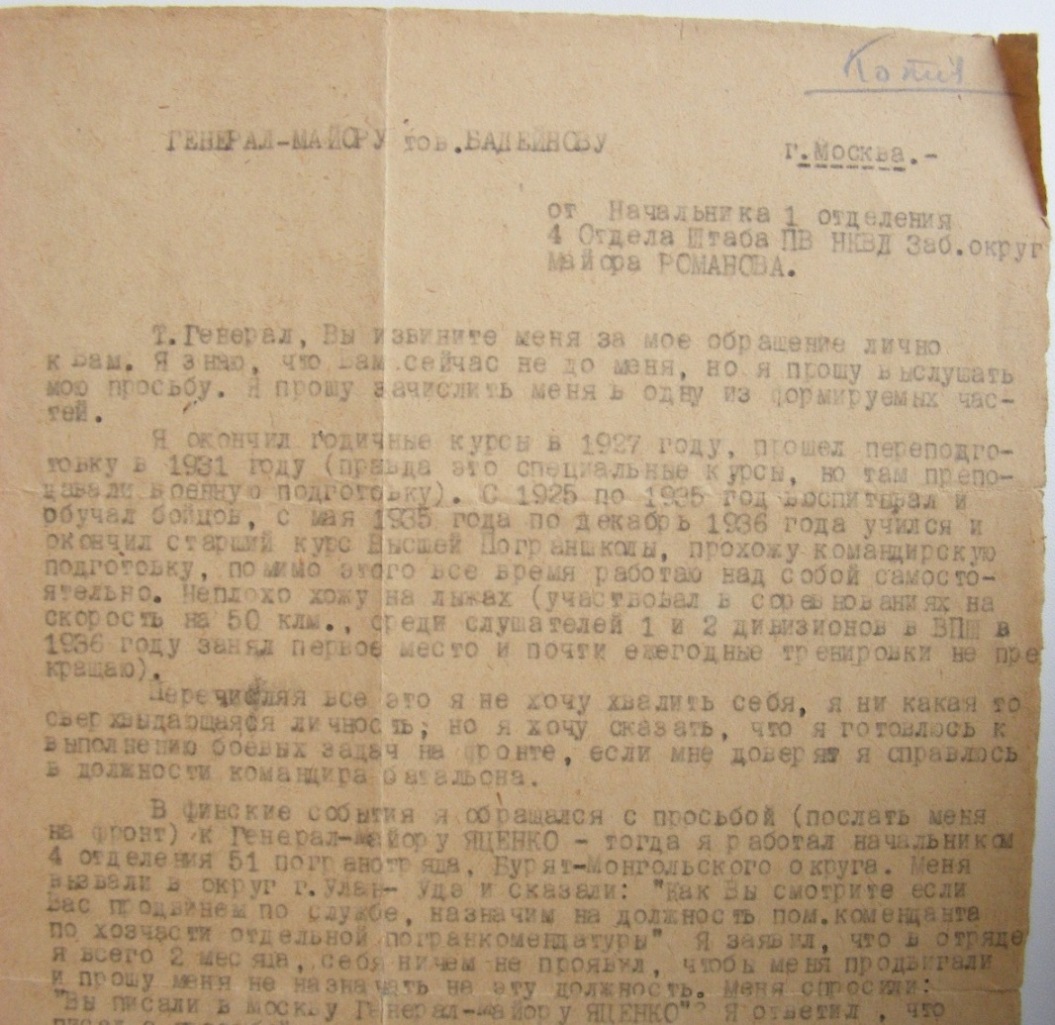 Копия
ГЕНЕРАЛ-МАЙОРУ тов.БАДЕЙНОВУ
г.Москва.-
от Начальника 1 отделения
4 Отдела Штаба ПВ НКВД Заб.округ
Майора РОМАНОВА.
Т.Генерал, Вы извините меня за мое обращение лично
к Вам. Я знаю, что Вам сейчас не до меня, но я прошу выслушать
мою просьбу. Я прошу зачислить меня в одну из формируемых час-
тей.
Я окончил годичные курсы в 1927 году, прошел переподго-
товку в 1931 году (правда это специальные курсы, но там препо-
давали военную подготовку). С 1925 по 1935 год воспитывал и
обучал бойцов, с мая 1935 года по декабрь 1936 года учился и
окончил старший курс Высшей Пограншколы, прохожу командирскую
подготовку, помимо этого все время работаю над собой самосто-
ятельно. Неплохо хожу на лыжах (участвовал в соревнованиях на
скорость на 50 клм., среди слушателей 1 и 2 дивизионов в ВПШ в
1936 году занял первое место и почти ежегодные тренировки не пре
кращаю).
Перечисляя все это я не хочу хвалить себя, я ни какая то
сверхвыдающаяся личность; но я хочу сказать, что я готовлюсь к
выполнению боевых задач на фронте, если мне доверят я справлюсь
в должности командира батальона.
В финские события я обращался с просьбой (послать меня
на фронт) к Генерал-майору ЯЦЕНКО - тогда я работал начальником
4 отделения 51 погранотряда, Бурят-Монгольского округа. Меня
вызвали в округ г.Улан- Удэ и сказали: "Как Вы смотрите если
Вас продвинем по службе, назначим на должность пом.коменданта
по хозчасти отдельной погранкомендатуры" Я заявил, что в отряде
я всего 2 месяца, себя ничем не проявил, чтобы меня продвигали
и прошу меня не назначать на эту должность. Меня спросили:
"Вы писали в Москву Генерал-майору ЯЦЕНКО"? Я ответил , что